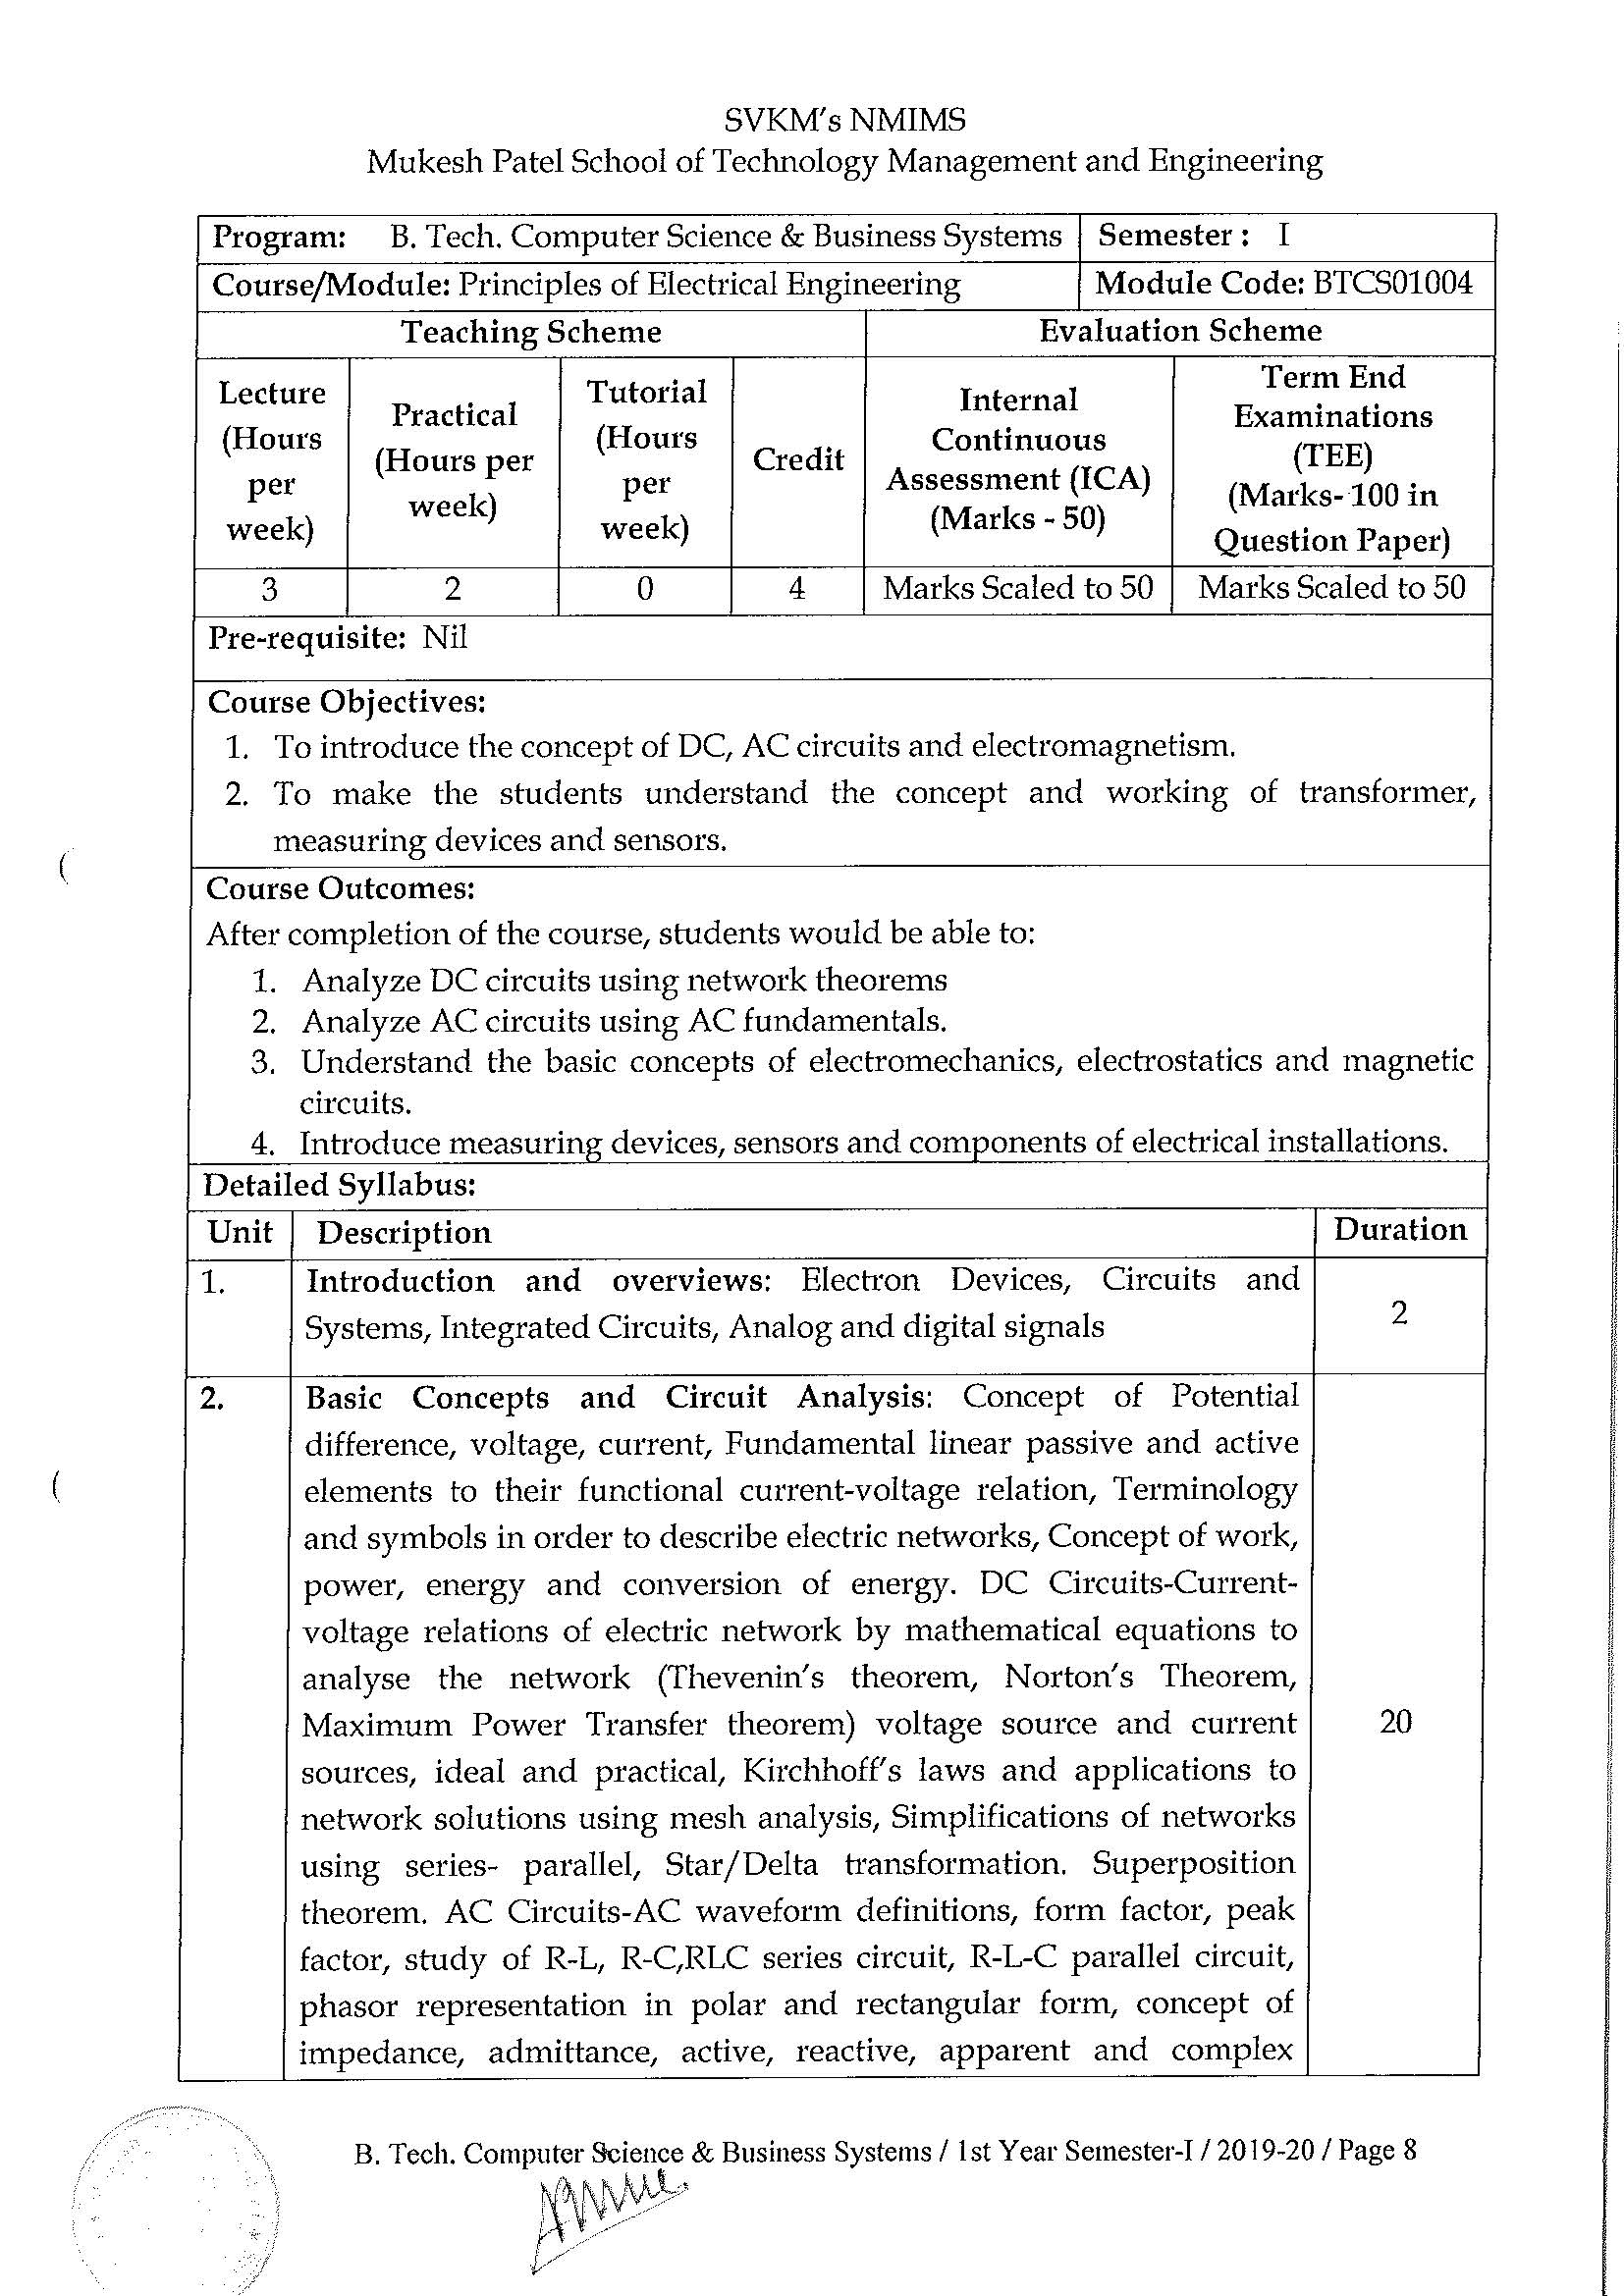 SVKM's NMIMS
Mukesh Patel School of Technology Management and Engineering
Program: B. Tech. Computer Science & Business Systems Semester : I
Course/Module: Principles of Electrical Engineering Module Code: BTCS01004
Teaching Scheme Evaluation Scheme
Lecture
(Hours
per
week)
Practical
(Hours per
week)
Tutorial
(Hours
per
week)
Credit
Internal
Continuous
Assessment (ICA)
(Marks - 50)
Term End
Examinations
(TEE)
(Marks- 100 in
Question Paper)
3 2 0 4 Marks Scaled to 50 Marks Scaled to 50
Pre-requisite: Nil
Course Objectives:
1. To introduce the concept of DC, AC circuits and electromagnetism.
2. To make the students understand the concept and working of transformer,
measuring devices and sensors.
Course Outcomes:
After completion of the course, students would be able to:
1. Analyze DC circuits using network theorems
2. Analyze AC circuits using AC fundamentals.
3. Understand the basic concepts of electromechanics, electrostatics and magnetic
circuits.
4. Introduce measuring devices, sensors and components of electrical installations.
Detailed Syllabus:
Unit Description Duration
1. Introduction and overviews: Electron Devices, Circuits and
Systems, Integrated Circuits, Analog and digital signals
2
2. Basic Concepts and Circuit Analysis: Concept of Potential
difference, voltage, current, Fundamental linear passive and active
elements to their functional current-voltage relation, Terminology
and symbols in order to describe electric networks, Concept of work,
power, energy and conversion of energy. DC Circuits-Current-
voltage relations of electric network by mathematical equations to
analyse the network (Thevenin's theorem, Norton's Theorem,
Maximum Power Transfer theorem) voltage source and current
sources, ideal and practical, Kirchhoff's laws and applications to
network solutions using mesh analysis, Simplifications of networks
using series- parallel, Star/Delta transformation. Superposition
theorem. AC Circuits-AC waveform definitions, form factor, peak
factor, study of R-L, R-C,RLC series circuit, R-L-C parallel circuit,
phasor representation in polar and rectangular form, concept of
impedance, admittance, active, reactive, apparent and complex
20
B. Tech. Computer Science & Business Systems / 1st Year Semester-I / 2019-20 / Page 8